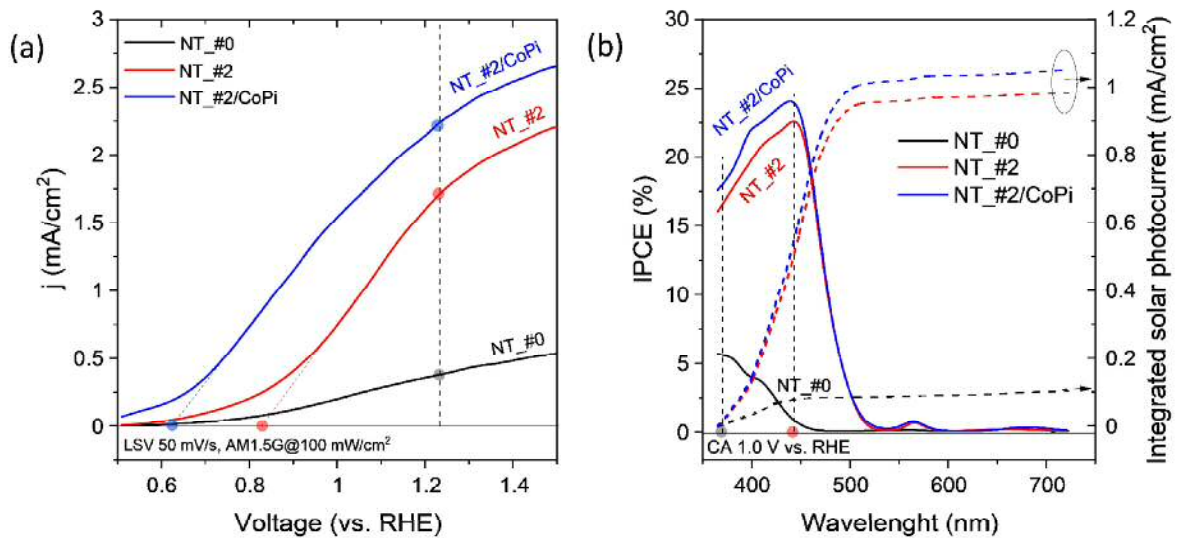 (a)
3
2.5
2
1.5
1
0.5
0
j (mA/cm²)
NT_#0
NT_#2
NT_#2/CoPi
NT_#2/CoPi
NT_#2
NT_#0
LSV 50 mV/s, AM1.5G@100 mW/cm²
0.6 0.8 1 1.2 1.4
Voltage (vs. RHE)
(b)
30
25
20
15
10
5
0
IPCE (%)
NT_#2/CoPi
NT_#2
NT_#0
NT_#0
NT_#2
NT_#2/CoPi
CA 1.0 V vs. RHE
400 500 600 700
Wavelenght (nm)
1.2
1
0.8
0.6
0.4
0.2
0
Integrated solar photocurrent (mA/cm²)